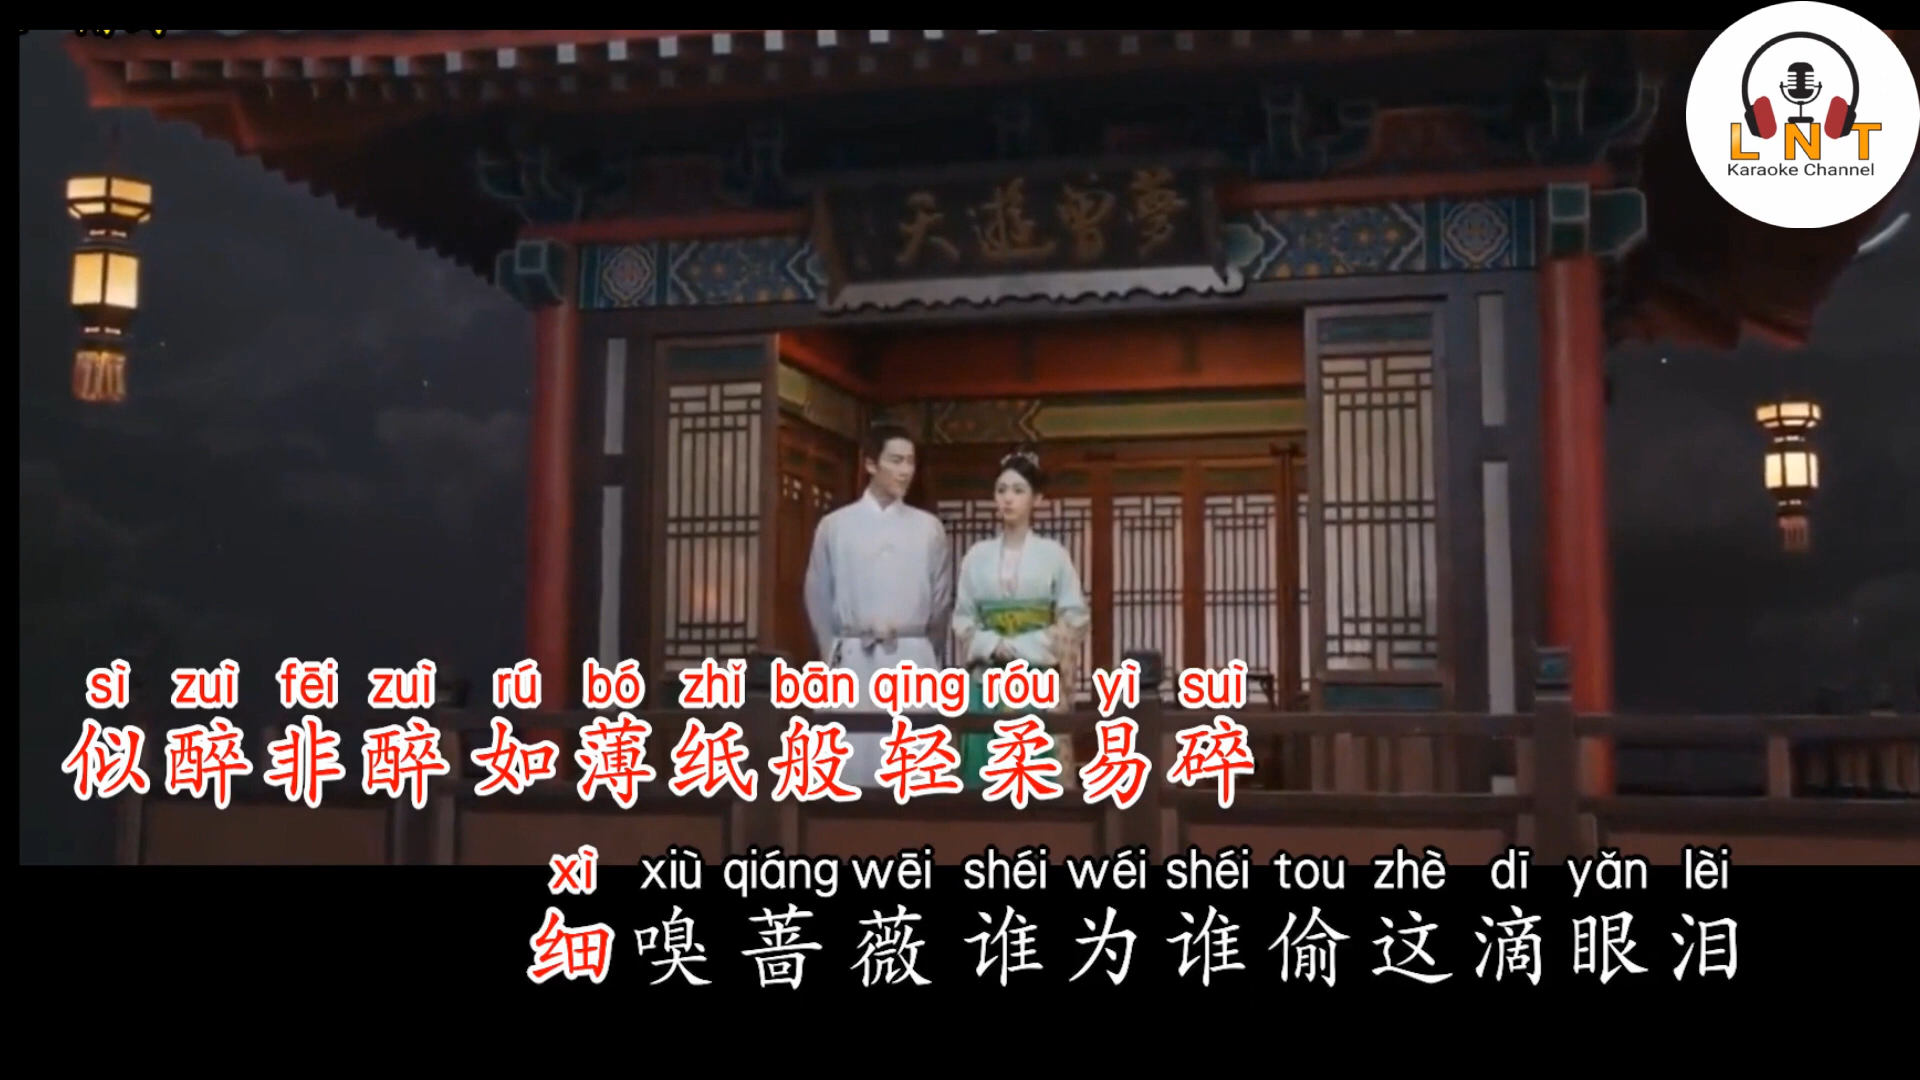 L N T
Karaoke Channel
天遊曾夢
sì zuì fēi zuì rú bó zhǐ bān qīng róu yì suì
似醉非醉 如薄纸般轻柔易碎
xì xiù qiáng wēi shéi wéi shéi tou zhè dī yǎn lèi
细嗅蔷薇 谁为谁偷这滴眼泪